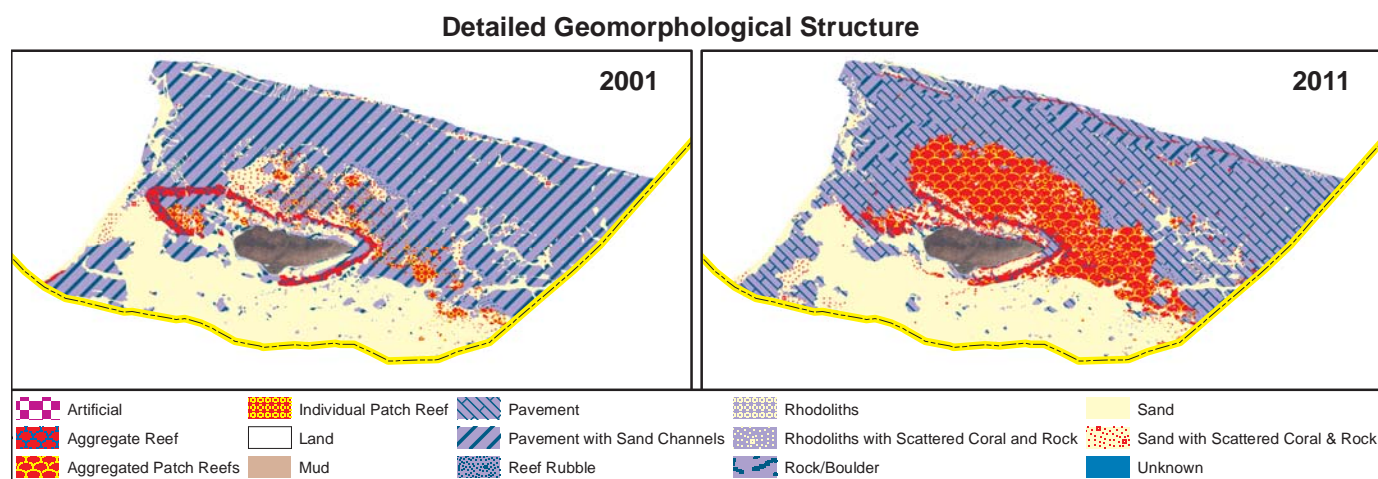 Detailed Geomorphological Structure
2001
2011
Artificial
Individual Patch Reef
Pavement
Rhodoliths
Sand
Aggregate Reef
Land
Pavement with Sand Channels
Rhodoliths with Scattered Coral and Rock
Sand with Scattered Coral & Rock
Aggregated Patch Reefs
Mud
Reef Rubble
Rock/Boulder
Unknown